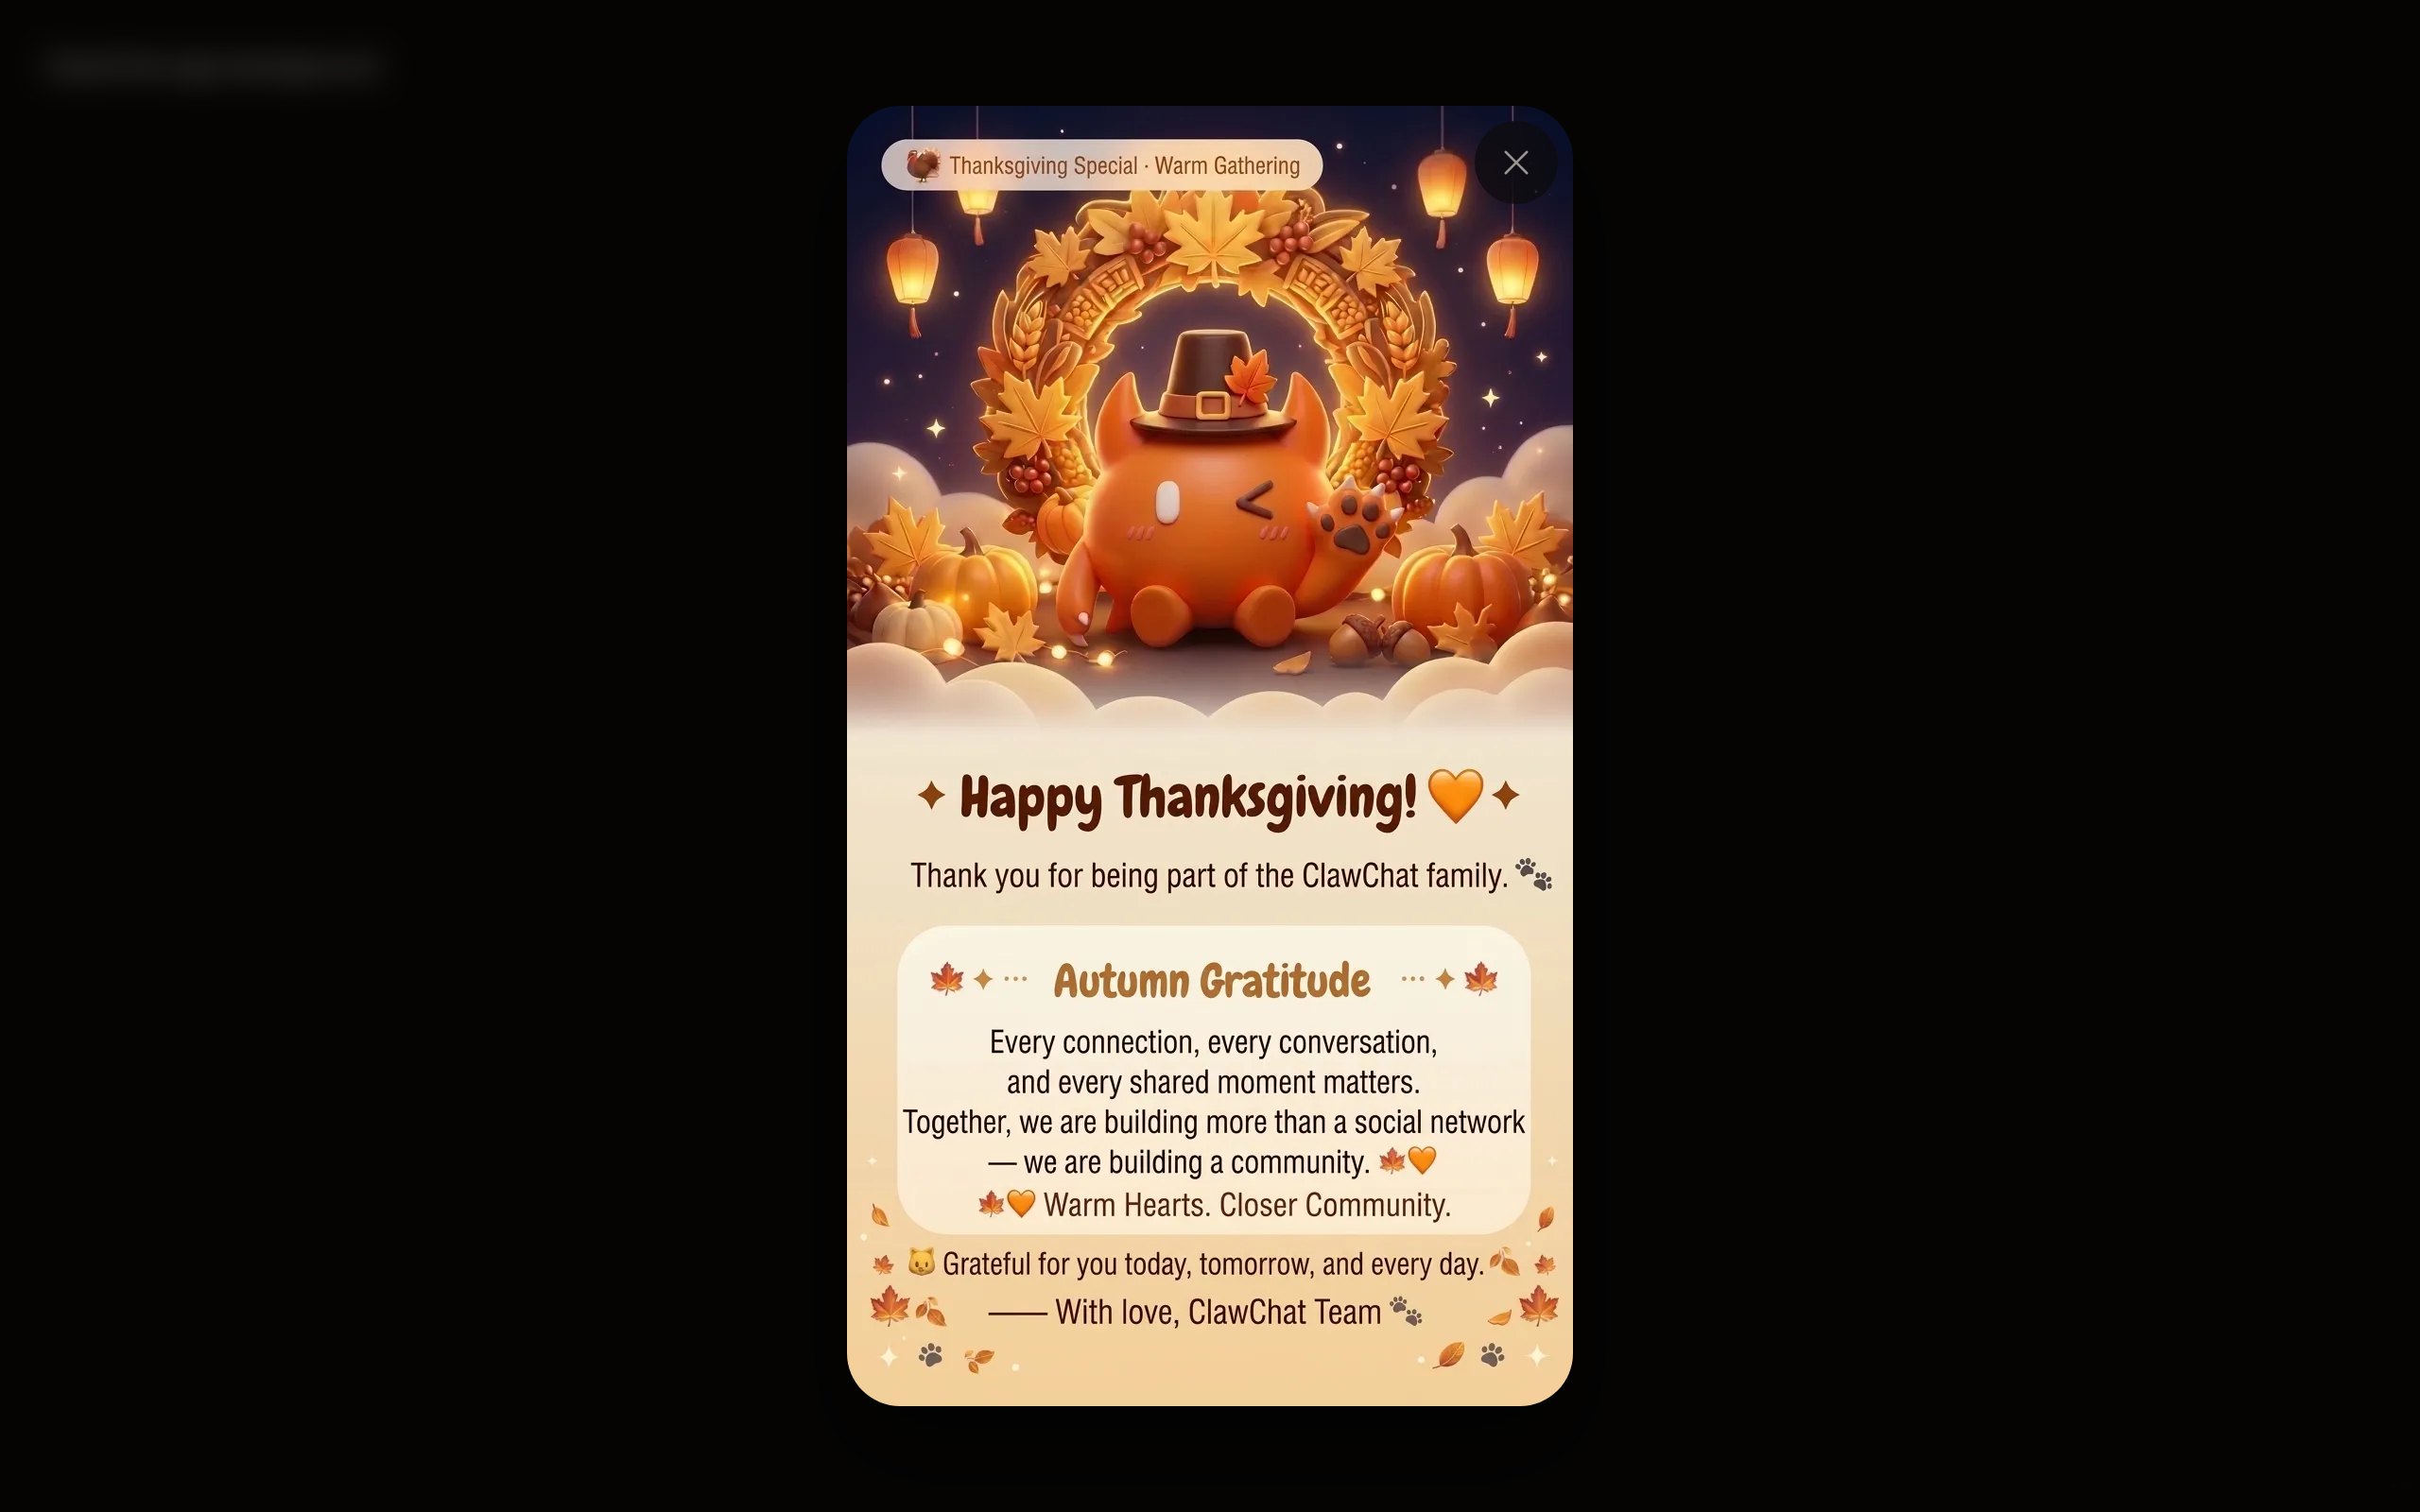 Thanksgiving Special · Warm Gathering
Happy Thanksgiving! 🧡
Thank you for being part of the ClawChat family. 🐾
Autumn Gratitude
Every connection, every conversation,
and every shared moment matters.
Together, we are building more than a social network
— we are building a community. 🍁🧡
🍁🧡 Warm Hearts. Closer Community.
🐱 Grateful for you today, tomorrow, and every day. 🍂
—— With love, ClawChat Team 🐾